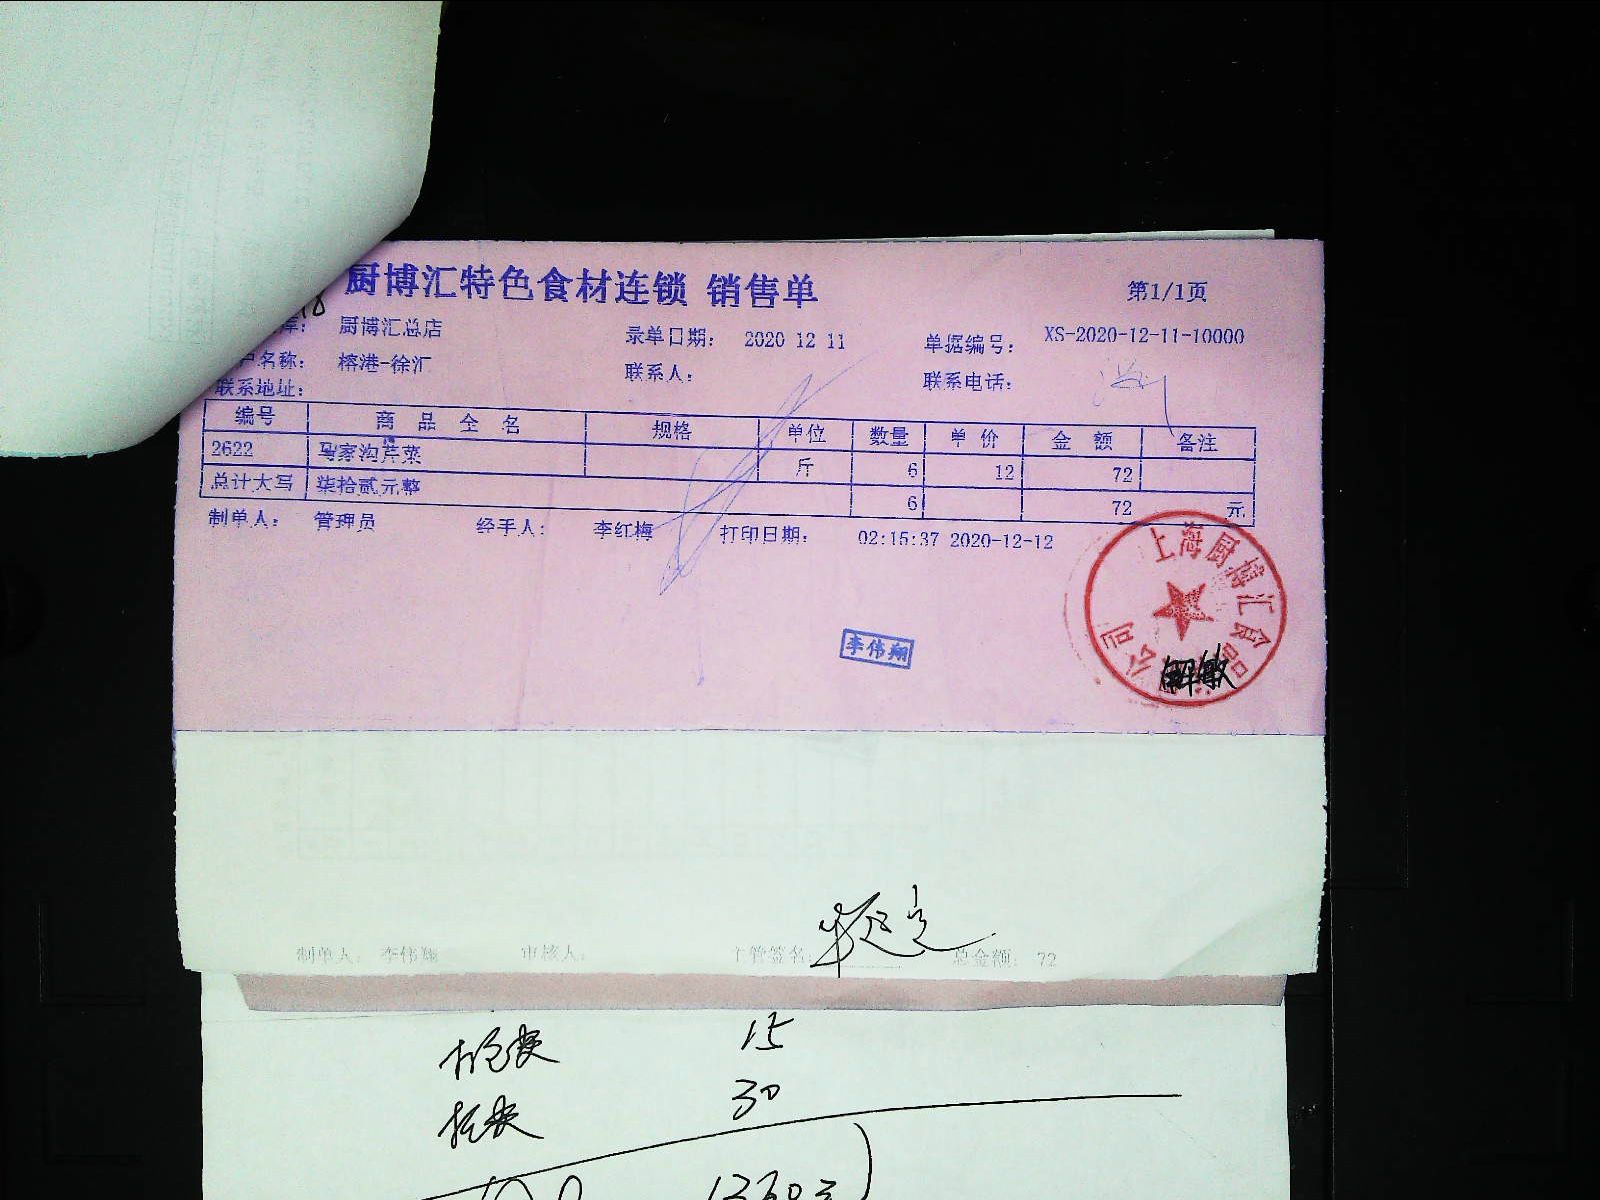 厨博汇特色食材连锁 销售单
第1/1页
库： 厨博汇总店 录单日期： 2020 12 11 单据编号： XS-2020-12-11-10000
户名称： 榕港-徐汇 联系人： 联系电话：
联系地址：
编号 商品全名 规格 单位 数量 单价 金额 备注
2622 马家沟芹菜 斤 6 12 72
总计大写 柒拾贰元整 6 72 元
制单人： 管理员 经手人： 李红梅 打印日期： 02:15:37 2020-12-12
上海厨博汇食品 公司
李伟翔
解敏
制单人： 李伟翔 审核人： 主管签名： 总金额： 72
15
30